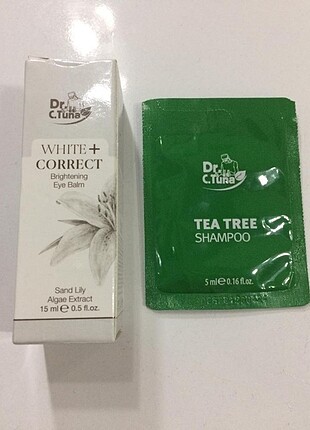 Dr.
C.Tuna
WHITE+
CORRECT
Brightening
Eye Balm
Sand Lily
Algae Extract
15 ml ℮ 0.5 fl.oz.
Dr.
C.Tuna
TEA TREE
SHAMPOO
5 ml ℮ 0.16 fl.oz.